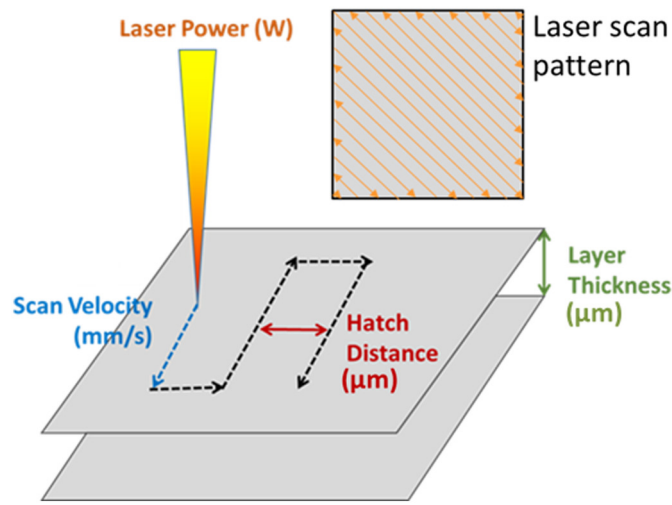 Laser Power (W)
Laser scan
pattern
Scan Velocity
(mm/s)
Hatch
Distance
(µm)
Layer
Thickness
(µm)